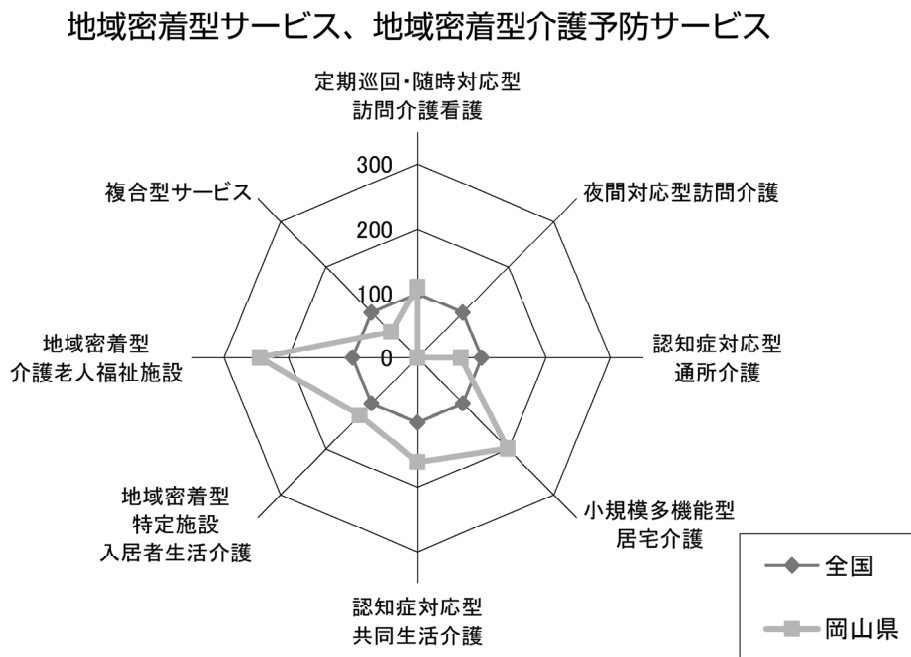 地域密着型サービス、地域密着型介護予防サービス
定期巡回・随時対応型
訪問介護看護
夜間対応型訪問介護
認知症対応型
通所介護
小規模多機能型
居宅介護
認知症対応型
共同生活介護
地域密着型
特定施設
入居者生活介護
地域密着型
介護老人福祉施設
複合型サービス
300
200
100
0
全国
岡山県